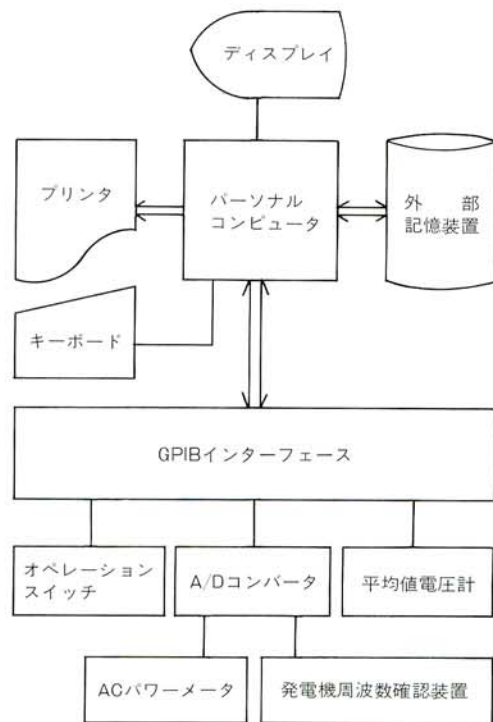 ディスプレイ
プリンタ
パーソナル
コンピュータ
外 部
記憶装置
キーボード
GPIBインターフェース
オペレーション
スイッチ
A/Dコンバータ
平均値電圧計
ACパワーメータ
発電機周波数確認装置